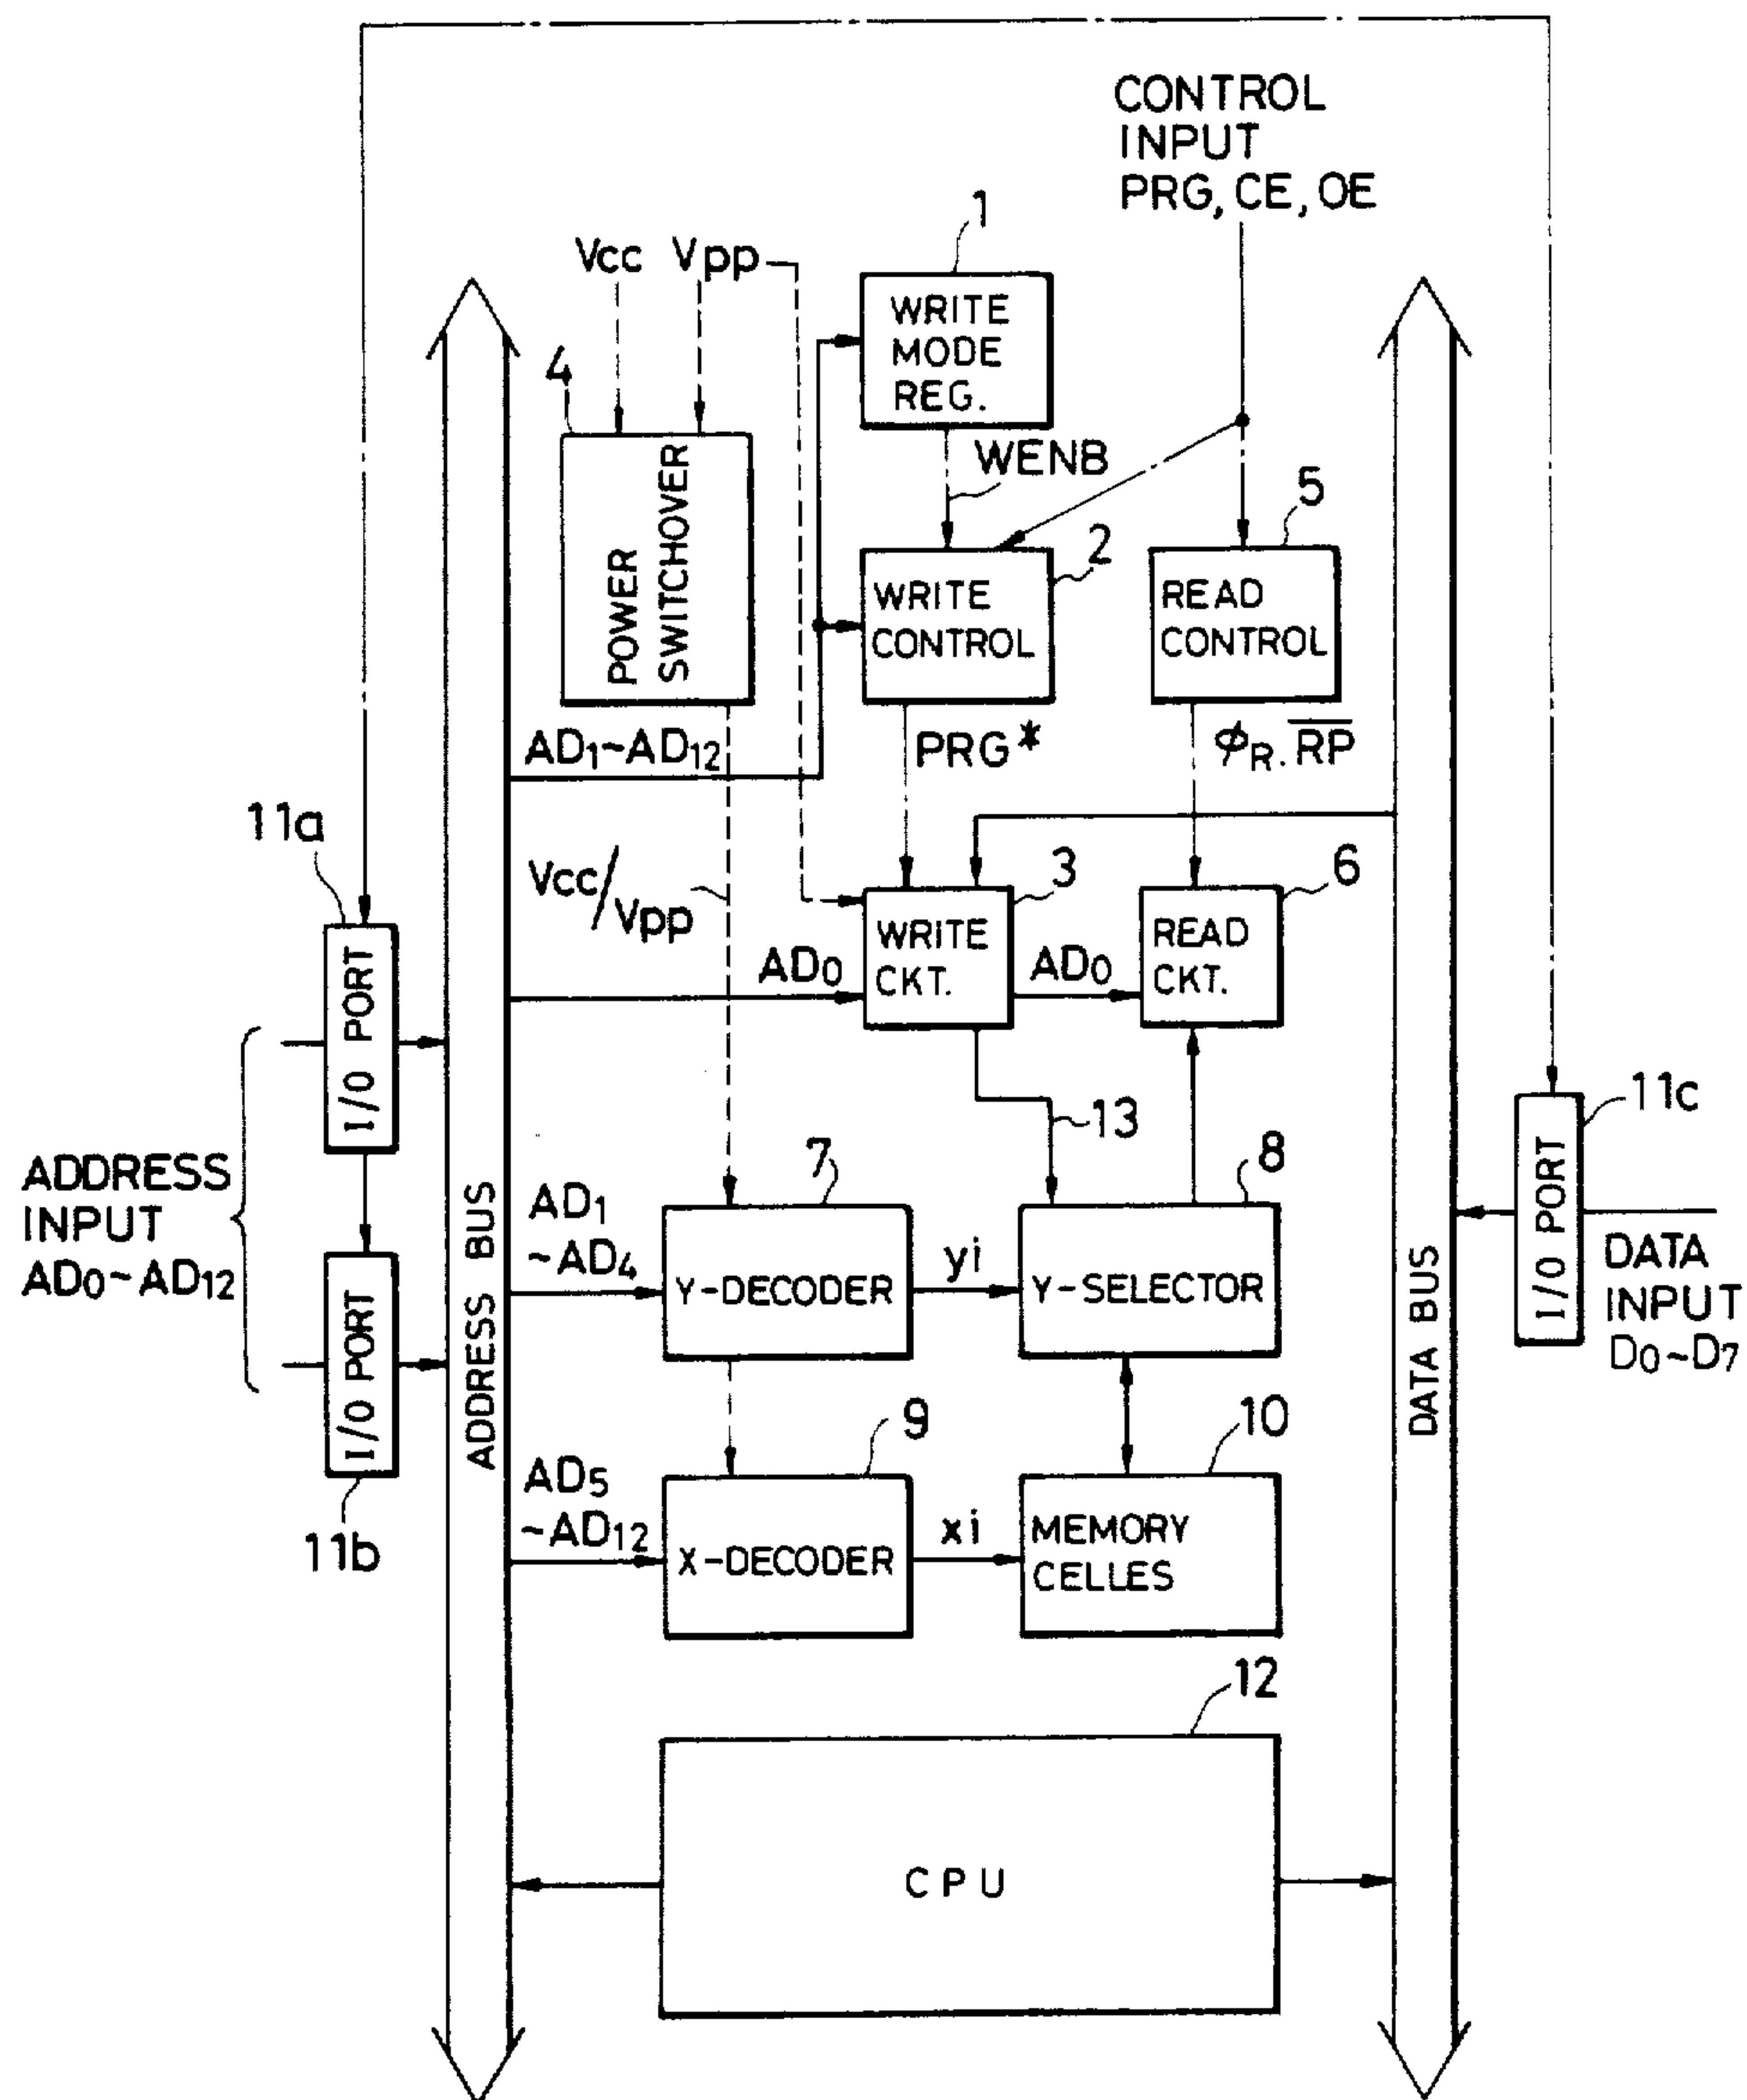 CONTROL
INPUT
PRG, CE, OE
1
Vcc
Vpp
WRITE
MODE
REG.
4
WENB
5
POWER
SWITCHOVER
2
WRITE
CONTROL
READ
CONTROL
AD1~AD12
PRG*
ϕR. R̅P̅
11a
Vcc/Vpp
3
6
I/O PORT
AD0
WRITE
CKT.
AD0
READ
CKT.
13
11c
ADDRESS
INPUT
AD0~AD12
7
8
I/O PORT
ADDRESS BUS
AD1
~AD4
Y-DECODER
yi
Y-SELECTOR
DATA BUS
DATA
INPUT
D0~D7
I/O PORT
11b
9
10
AD5
~AD12
X-DECODER
xi
MEMORY
CELLES
12
CPU